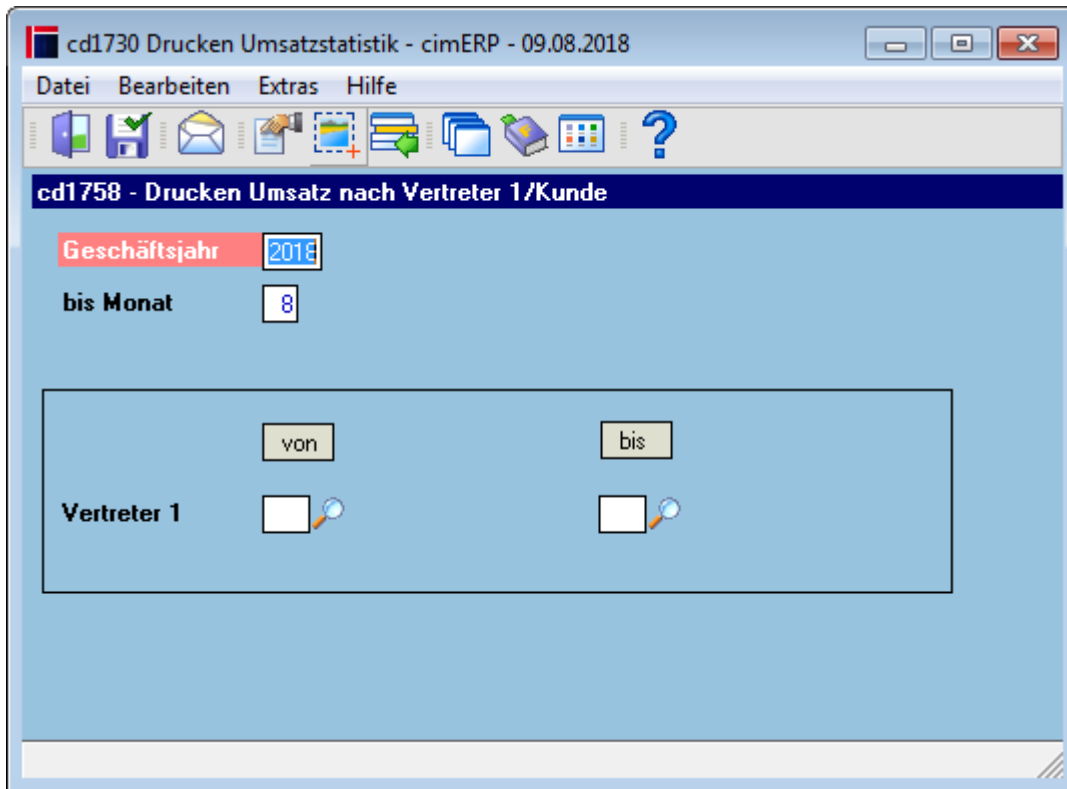 cd1730 Drucken Umsatzstatistik - cimERP - 09.08.2018
Datei Bearbeiten Extras Hilfe
cd1758 - Drucken Umsatz nach Vertreter 1/Kunde
Geschäftsjahr 2018
bis Monat 8
von bis
Vertreter 1